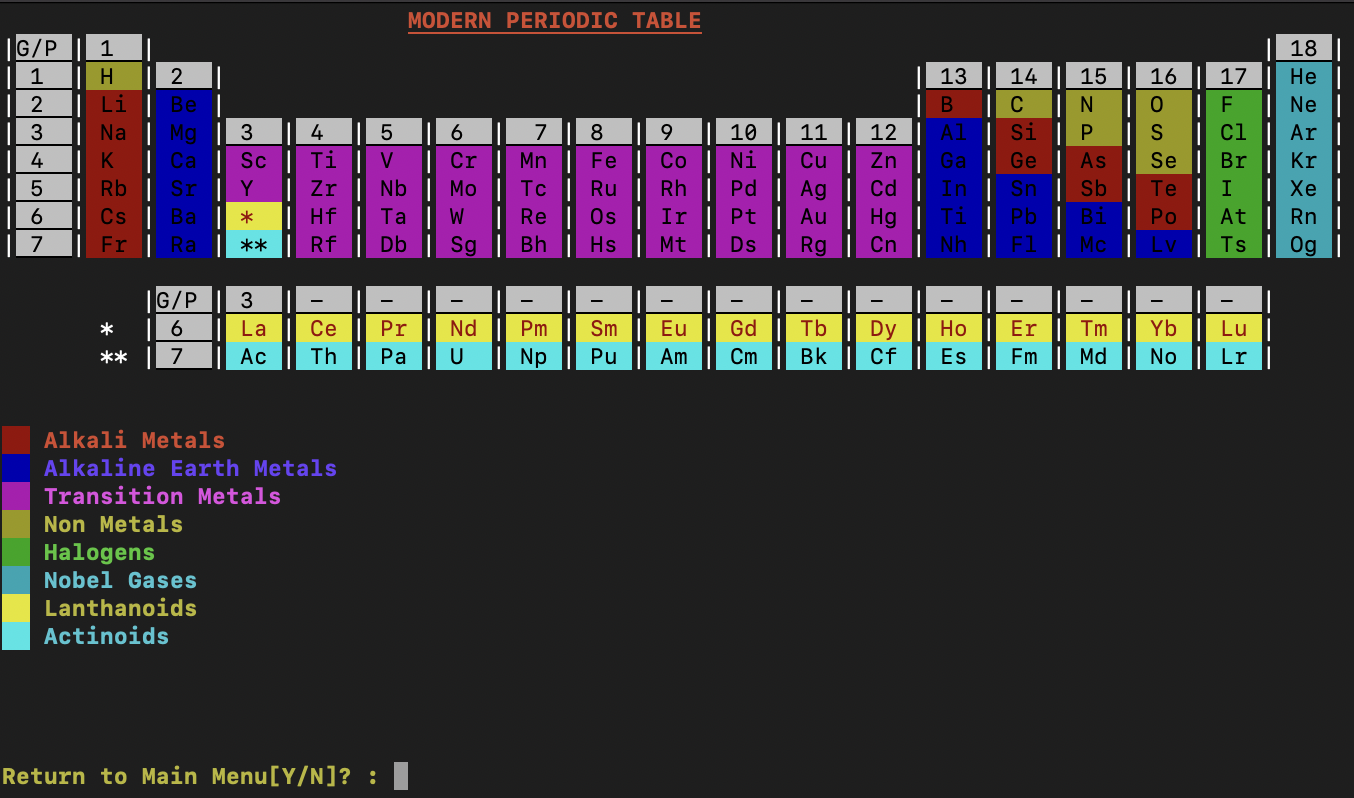 MODERN PERIODIC TABLE
|G/P | 1 | | 18 |
| 1 | H | 2 | | 13 | 14 | 15 | 16 | 17 | He |
| 2 | Li | Be | | B | C | N | O | F | Ne |
| 3 | Na | Mg | 3 | 4 | 5 | 6 | 7 | 8 | 9 | 10 | 11 | 12 | Al | Si | P | S | Cl | Ar |
| 4 | K | Ca | Sc | Ti | V | Cr | Mn | Fe | Co | Ni | Cu | Zn | Ga | Ge | As | Se | Br | Kr |
| 5 | Rb | Sr | Y | Zr | Nb | Mo | Tc | Ru | Rh | Pd | Ag | Cd | In | Sn | Sb | Te | I | Xe |
| 6 | Cs | Ba | * | Hf | Ta | W | Re | Os | Ir | Pt | Au | Hg | Ti | Pb | Bi | Po | At | Rn |
| 7 | Fr | Ra | ** | Rf | Db | Sg | Bh | Hs | Mt | Ds | Rg | Cn | Nh | Fl | Mc | Lv | Ts | Og |
|G/P | 3 | – | – | – | – | – | – | – | – | – | – | – | – | – | – |
* | 6 | La | Ce | Pr | Nd | Pm | Sm | Eu | Gd | Tb | Dy | Ho | Er | Tm | Yb | Lu |
** | 7 | Ac | Th | Pa | U | Np | Pu | Am | Cm | Bk | Cf | Es | Fm | Md | No | Lr |
Alkali Metals
Alkaline Earth Metals
Transition Metals
Non Metals
Halogens
Nobel Gases
Lanthanoids
Actinoids
Return to Main Menu[Y/N]? :